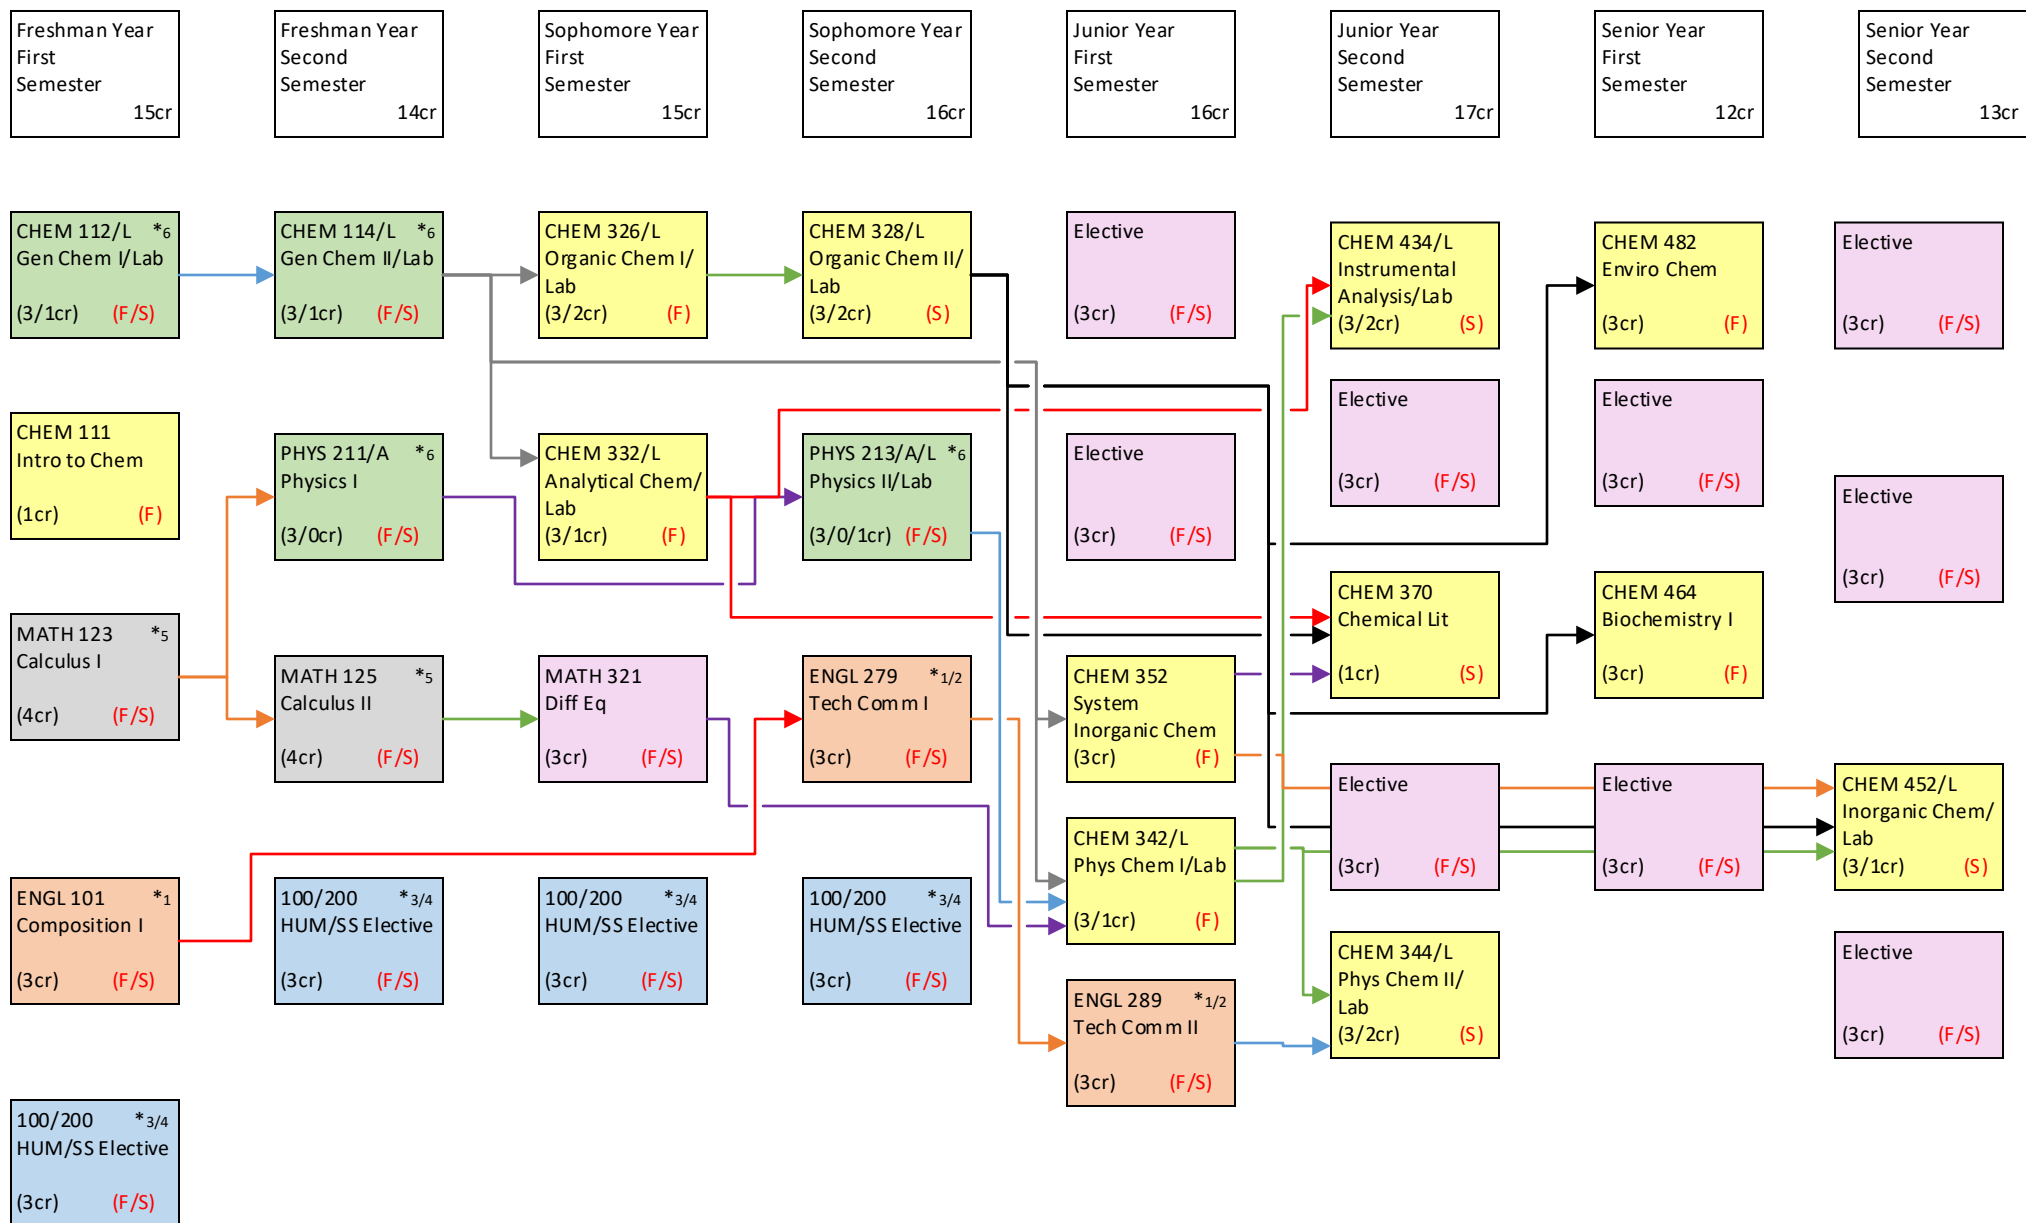 Freshman Year
First
Semester
15cr
Freshman Year
Second
Semester
14cr
Sophomore Year
First
Semester
15cr
Sophomore Year
Second
Semester
16cr
Junior Year
First
Semester
16cr
Junior Year
Second
Semester
17cr
Senior Year
First
Semester
12cr
Senior Year
Second
Semester
13cr
CHEM 112/L *6
Gen Chem I/Lab
(3/1cr) (F/S)
CHEM 114/L *6
Gen Chem II/Lab
(3/1cr) (F/S)
CHEM 326/L
Organic Chem I/
Lab
(3/2cr) (F)
CHEM 328/L
Organic Chem II/
Lab
(3/2cr) (S)
Elective
(3cr) (F/S)
CHEM 434/L
Instrumental
Analysis/Lab
(3/2cr) (S)
CHEM 482
Enviro Chem
(3cr) (F)
Elective
(3cr) (F/S)
Elective
(3cr) (F/S)
Elective
(3cr) (F/S)
CHEM 111
Intro to Chem
(1cr) (F)
PHYS 211/A *6
Physics I
(3/0cr) (F/S)
CHEM 332/L
Analytical Chem/
Lab
(3/1cr) (F)
PHYS 213/A/L *6
Physics II/Lab
(3/0/1cr) (F/S)
Elective
(3cr) (F/S)
Elective
(3cr) (F/S)
CHEM 370
Chemical Lit
(1cr) (S)
CHEM 464
Biochemistry I
(3cr) (F)
MATH 123 *5
Calculus I
(4cr) (F/S)
MATH 125 *5
Calculus II
(4cr) (F/S)
MATH 321
Diff Eq
(3cr) (F/S)
ENGL 279 *1/2
Tech Comm I
(3cr) (F/S)
CHEM 352
System
Inorganic Chem
(3cr) (F)
Elective
(3cr) (F/S)
Elective
(3cr) (F/S)
CHEM 452/L
Inorganic Chem/
Lab
(3/1cr) (S)
CHEM 342/L
Phys Chem I/Lab
(3/1cr) (F)
ENGL 101 *1
Composition I
(3cr) (F/S)
100/200 *3/4
HUM/SS Elective
(3cr) (F/S)
100/200 *3/4
HUM/SS Elective
(3cr) (F/S)
100/200 *3/4
HUM/SS Elective
(3cr) (F/S)
CHEM 344/L
Phys Chem II/
Lab
(3/2cr) (S)
Elective
(3cr) (F/S)
ENGL 289 *1/2
Tech Comm II
(3cr) (F/S)
100/200 *3/4
HUM/SS Elective
(3cr) (F/S)